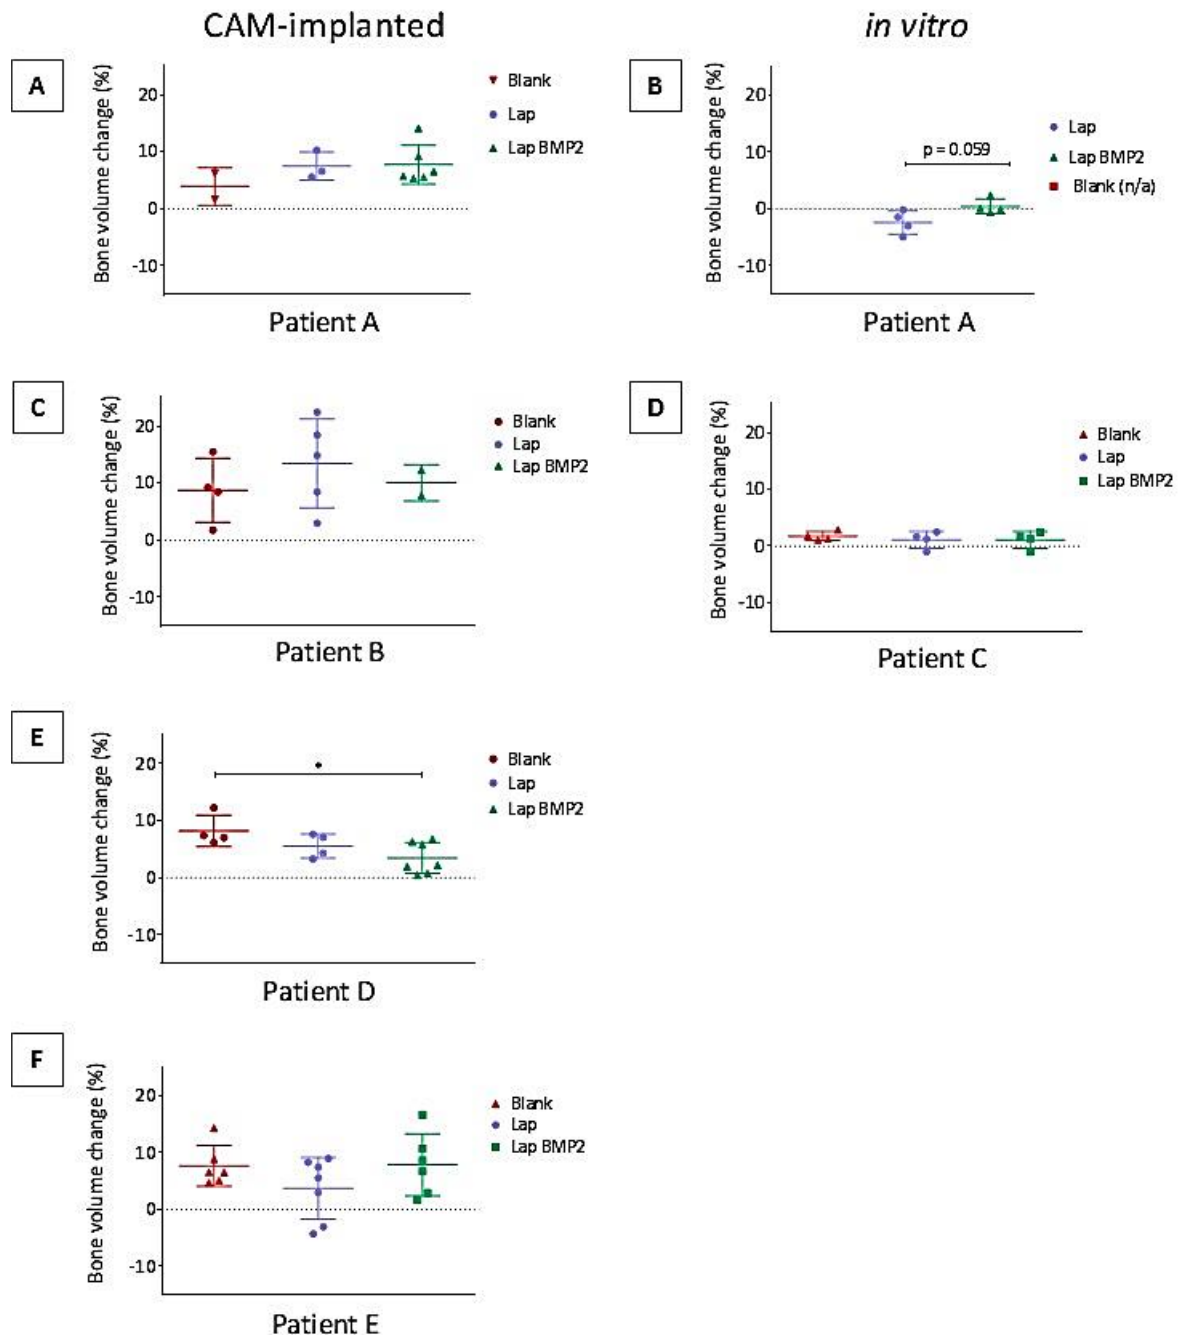 CAM-implanted
in vitro
A
Bone volume change (%)
20
10
0
-10
Blank
Lap
Lap BMP2
Patient A
B
Bone volume change (%)
20
10
0
-10
p = 0.059
Lap
Lap BMP2
Blank (n/a)
Patient A
C
Bone volume change (%)
20
10
0
-10
Blank
Lap
Lap BMP2
Patient B
D
Bone volume change (%)
20
10
0
-10
Blank
Lap
Lap BMP2
Patient C
E
Bone volume change (%)
20
10
0
-10
*
Blank
Lap
Lap BMP2
Patient D
F
Bone volume change (%)
20
10
0
-10
Blank
Lap
Lap BMP2
Patient E